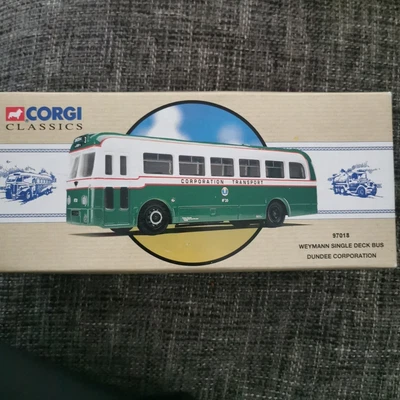 CORGI
CLASSICS
CORPORATION TRANSPORT
97018
WEYMANN SINGLE DECK BUS
DUNDEE CORPORATION